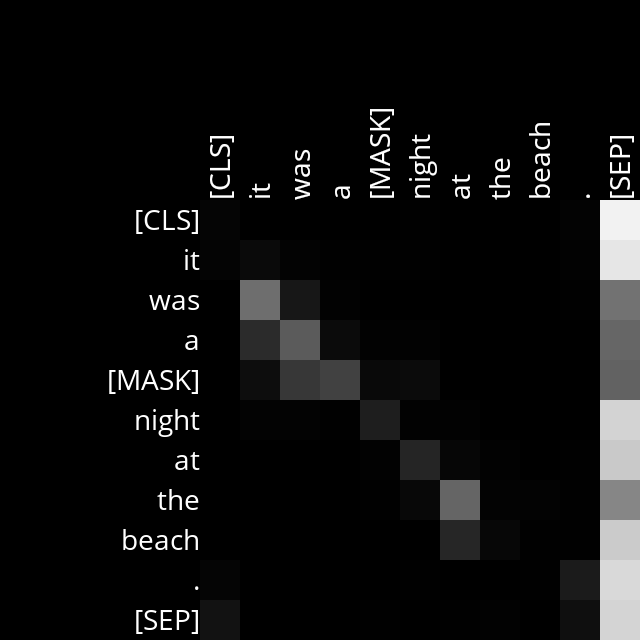 [CLS] it was a [MASK] night at the beach . [SEP]
[CLS]
it
was
a
[MASK]
night
at
the
beach
.
[SEP]